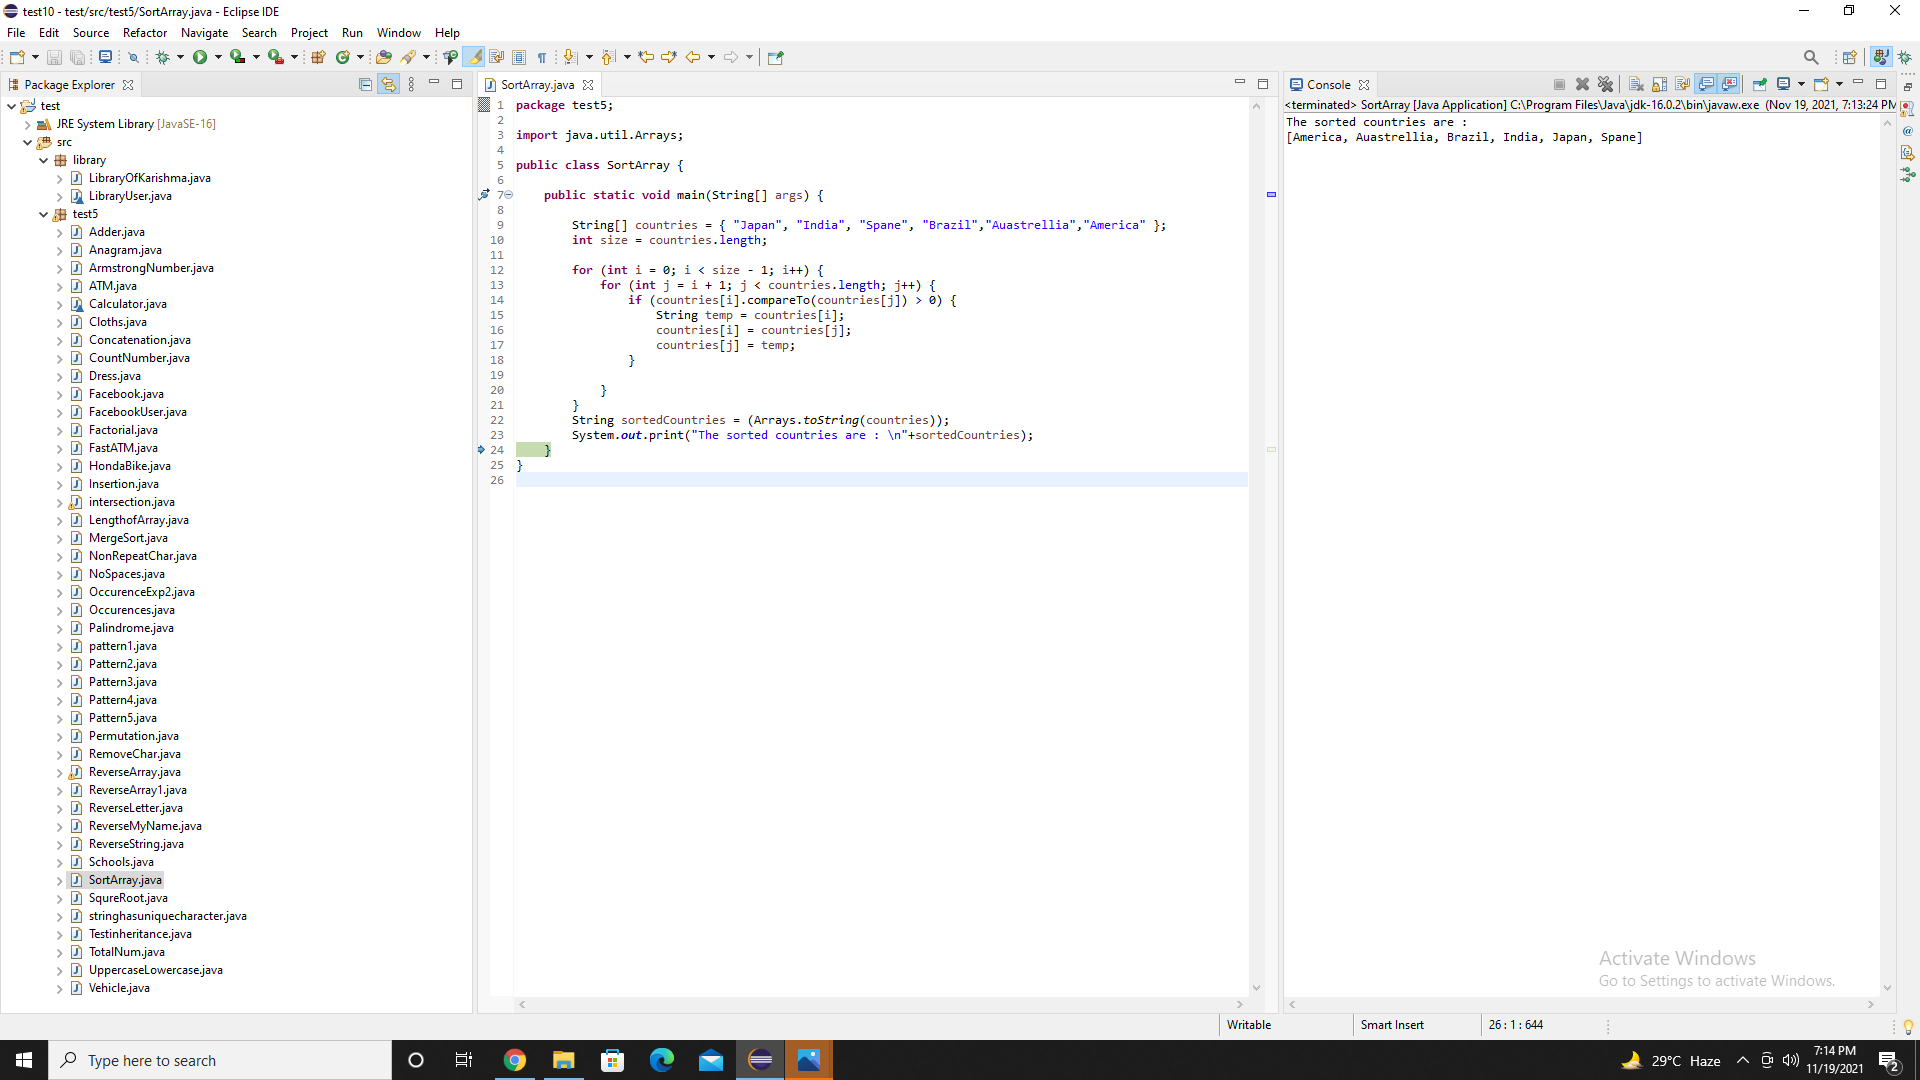 test10 - test/src/test5/SortArray.java - Eclipse IDE
File Edit Source Refactor Navigate Search Project Run Window Help
Package Explorer
test
JRE System Library [JavaSE-16]
src
library
LibraryOfKarishma.java
LibraryUser.java
test5
Adder.java
Anagram.java
ArmstrongNumber.java
ATM.java
Calculator.java
Cloths.java
Concatenation.java
CountNumber.java
Dress.java
Facebook.java
FacebookUser.java
Factorial.java
FastATM.java
HondaBike.java
Insertion.java
intersection.java
LengthofArray.java
MergeSort.java
NonRepeatChar.java
NoSpaces.java
OccurenceExp2.java
Occurences.java
Palindrome.java
pattern1.java
Pattern2.java
Pattern3.java
Pattern4.java
Pattern5.java
Permutation.java
RemoveChar.java
ReverseArray.java
ReverseArray1.java
ReverseLetter.java
ReverseMyName.java
ReverseString.java
Schools.java
SortArray.java
SqureRoot.java
stringhasuniquecharacter.java
Testinheritance.java
TotalNum.java
UppercaseLowercase.java
Vehicle.java
SortArray.java
1 package test5;
2
3 import java.util.Arrays;
4
5 public class SortArray {
6
7 public static void main(String[] args) {
8
9 String[] countries = { "Japan", "India", "Spane", "Brazil","Auastrellia","America" };
10 int size = countries.length;
11
12 for (int i = 0; i < size - 1; i++) {
13 for (int j = i + 1; j < countries.length; j++) {
14 if (countries[i].compareTo(countries[j]) > 0) {
15 String temp = countries[i];
16 countries[i] = countries[j];
17 countries[j] = temp;
18 }
19
20 }
21 }
22 String sortedCountries = (Arrays.toString(countries));
23 System.out.print("The sorted countries are : \n"+sortedCountries);
24 }
25 }
26
Console
<terminated> SortArray [Java Application] C:\Program Files\Java\jdk-16.0.2\bin\javaw.exe (Nov 19, 2021, 7:13:24 PM
The sorted countries are :
[America, Auastrellia, Brazil, India, Japan, Spane]
Activate Windows
Go to Settings to activate Windows.
Writable Smart Insert 26 : 1 : 644
Type here to search
29°C Haze
7:14 PM
11/19/2021
2